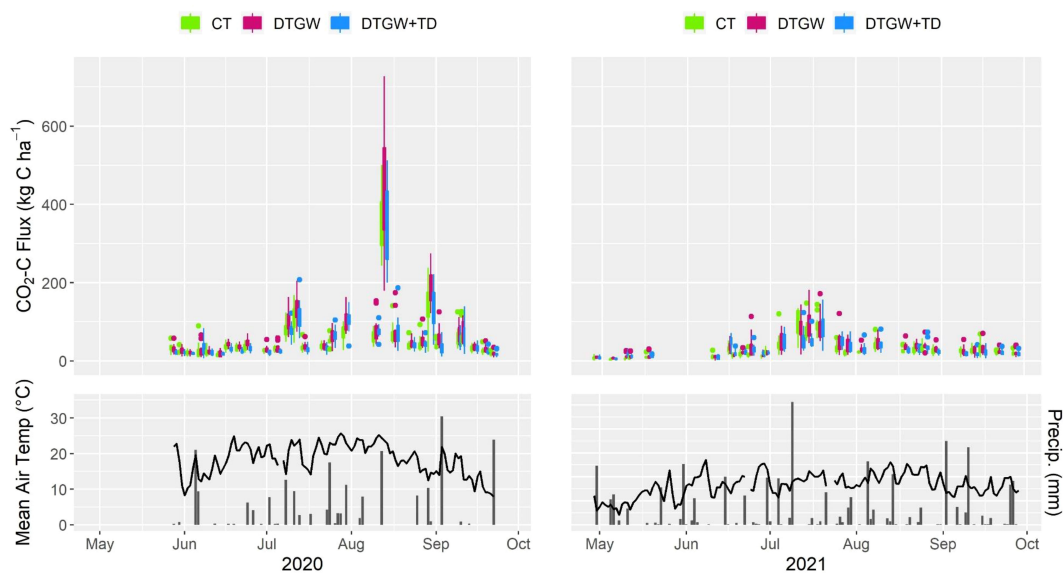 CT DTGW DTGW+TD
CT DTGW DTGW+TD
CO₂-C Flux (kg C ha⁻¹)
600
400
200
0
Mean Air Temp (°C)
30
20
10
0
Precip. (mm)
May Jun Jul Aug Sep Oct
2020
May Jun Jul Aug Sep Oct
2021